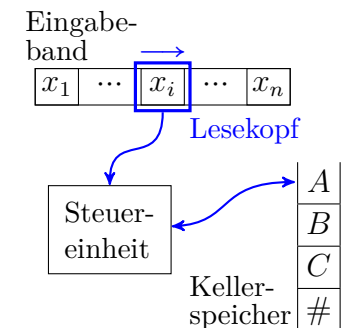 Eingabe-
band
x₁ ··· xᵢ ··· xₙ
Lesekopf
Steuer-
einheit
A
B
C
Keller-
speicher #